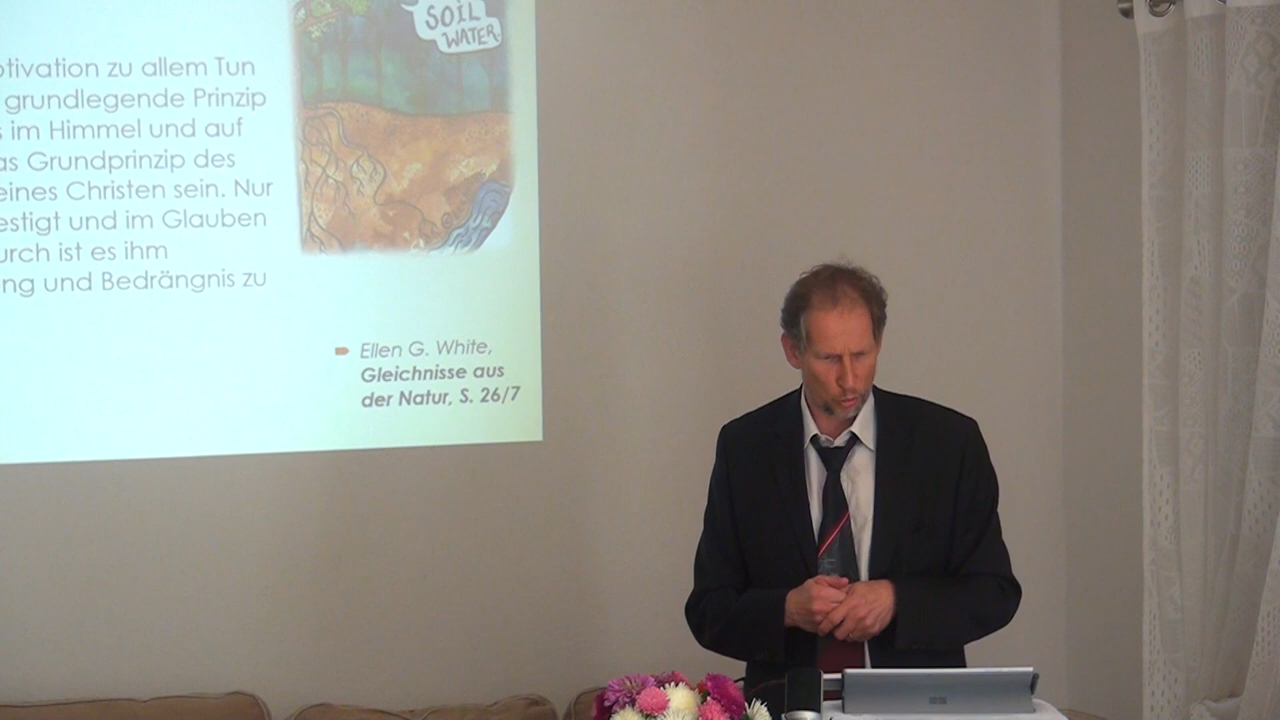 SOIL
WATER
tivation zu allem Tun
grundlegende Prinzip
s im Himmel und auf
as Grundprinzip des
eines Christen sein. Nur
estigt und im Glauben
urch ist es ihm
ng und Bedrängnis zu
Ellen G. White,
Gleichnisse aus
der Natur, S. 26/7